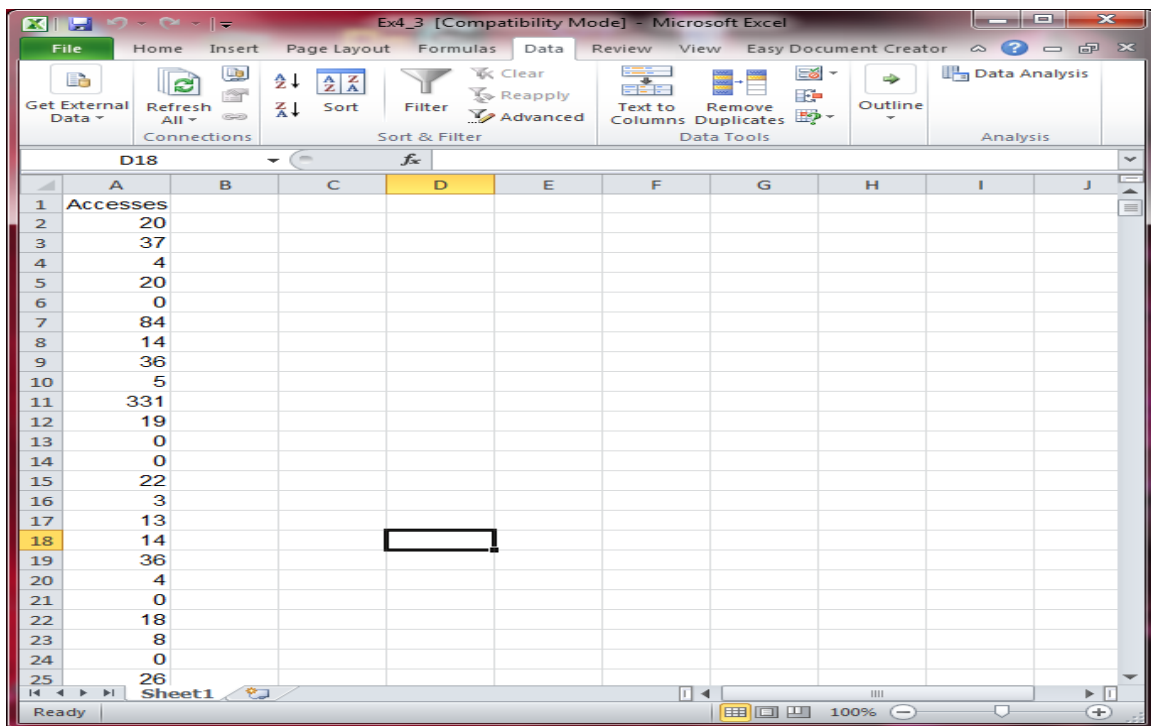 Ex4_3 [Compatibility Mode] - Microsoft Excel
File Home Insert Page Layout Formulas Data Review View Easy Document Creator
Get External Data
Refresh All
Connections
Sort
Filter
Clear
Reapply
Advanced
Sort & Filter
Text to Columns
Remove Duplicates
Data Tools
Outline
Data Analysis
Analysis
D18 fx
A B C D E F G H I J
1 Accesses
2 20
3 37
4 4
5 20
6 0
7 84
8 14
9 36
10 5
11 331
12 19
13 0
14 0
15 22
16 3
17 13
18 14
19 36
20 4
21 0
22 18
23 8
24 0
25 26
Sheet1
Ready 100%